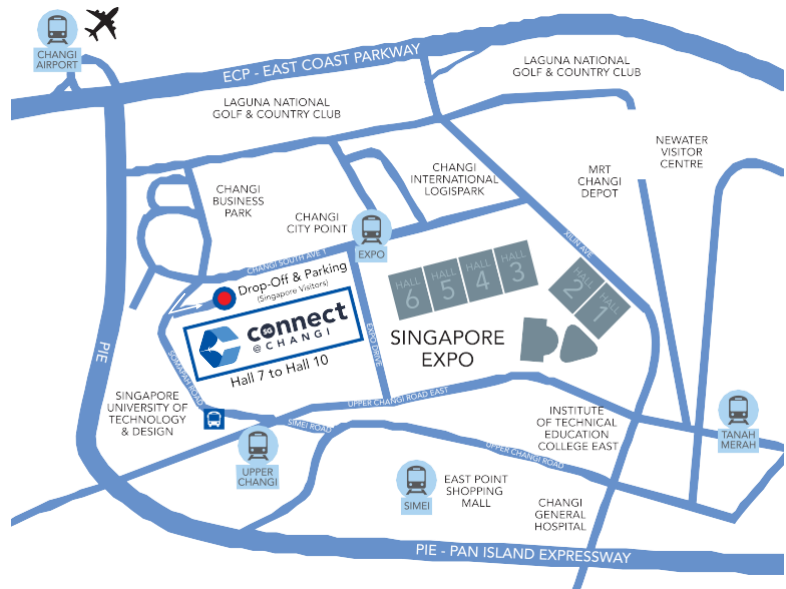 CHANGI
AIRPORT
ECP - EAST COAST PARKWAY
LAGUNA NATIONAL
GOLF & COUNTRY CLUB
LAGUNA NATIONAL
GOLF & COUNTRY CLUB
NEWATER
VISITOR
CENTRE
CHANGI
INTERNATIONAL
LOGISPARK
MRT
CHANGI
DEPOT
CHANGI
BUSINESS
PARK
CHANGI
CITY POINT
EXPO
XILIN AVE
CHANGI SOUTH AVE 1
Drop-Off & Parking
(Singapore Visitors)
connect
@CHANGI
Hall 7 to Hall 10
HALL
6
HALL
5
HALL
4
HALL
3
HALL
2
HALL
1
SINGAPORE
EXPO
EXPO DRIVE
PIE
SOMAPAH ROAD
UPPER CHANGI ROAD EAST
SINGAPORE
UNIVERSITY OF
TECHNOLOGY
& DESIGN
SIMEI ROAD
UPPER
CHANGI
INSTITUTE
OF TECHNICAL
EDUCATION
COLLEGE EAST
TANAH
MERAH
UPPER CHANGI ROAD
SIMEI
EAST POINT
SHOPPING
MALL
CHANGI
GENERAL
HOSPITAL
PIE - PAN ISLAND EXPRESSWAY